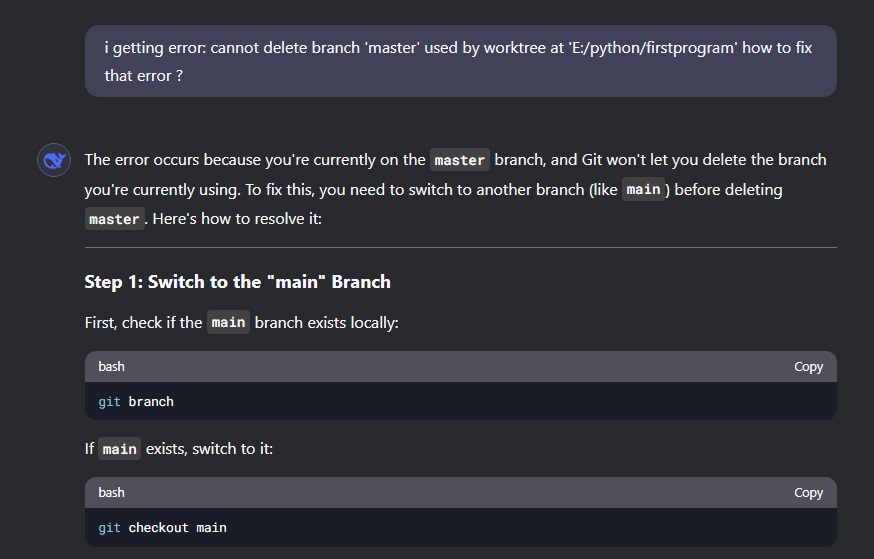 i getting error: cannot delete branch 'master' used by worktree at 'E:/python/firstprogram' how to fix
that error ?
The error occurs because you're currently on the master branch, and Git won't let you delete the branch
you're currently using. To fix this, you need to switch to another branch (like main) before deleting
master. Here's how to resolve it:
Step 1: Switch to the "main" Branch
First, check if the main branch exists locally:
bash Copy
git branch
If main exists, switch to it:
bash Copy
git checkout main